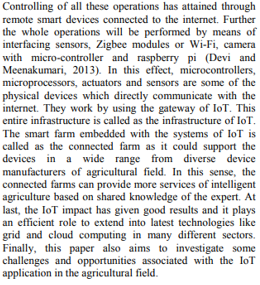 Controlling of all these operations has attained through
remote smart devices connected to the internet. Further
the whole operations will be performed by means of
interfacing sensors, Zigbee modules or Wi-Fi, camera
with micro-controller and raspberry pi (Devi and
Meenakumari, 2013). In this effect, microcontrollers,
microprocessors, actuators and sensors are some of the
physical devices which directly communicate with the
internet. They work by using the gateway of IoT. This
entire infrastructure is called as the infrastructure of IoT.
The smart farm embedded with the systems of IoT is
called as the connected farm as it could support the
devices in a wide range from diverse device
manufacturers of agricultural field. In this sense, the
connected farms can provide more services of intelligent
agriculture based on shared knowledge of the expert. At
last, the IoT impact has given good results and it plays
an efficient role to extend into latest technologies like
grid and cloud computing in many different sectors.
Finally, this paper also aims to investigate some
challenges and opportunities associated with the IoT
application in the agricultural field.